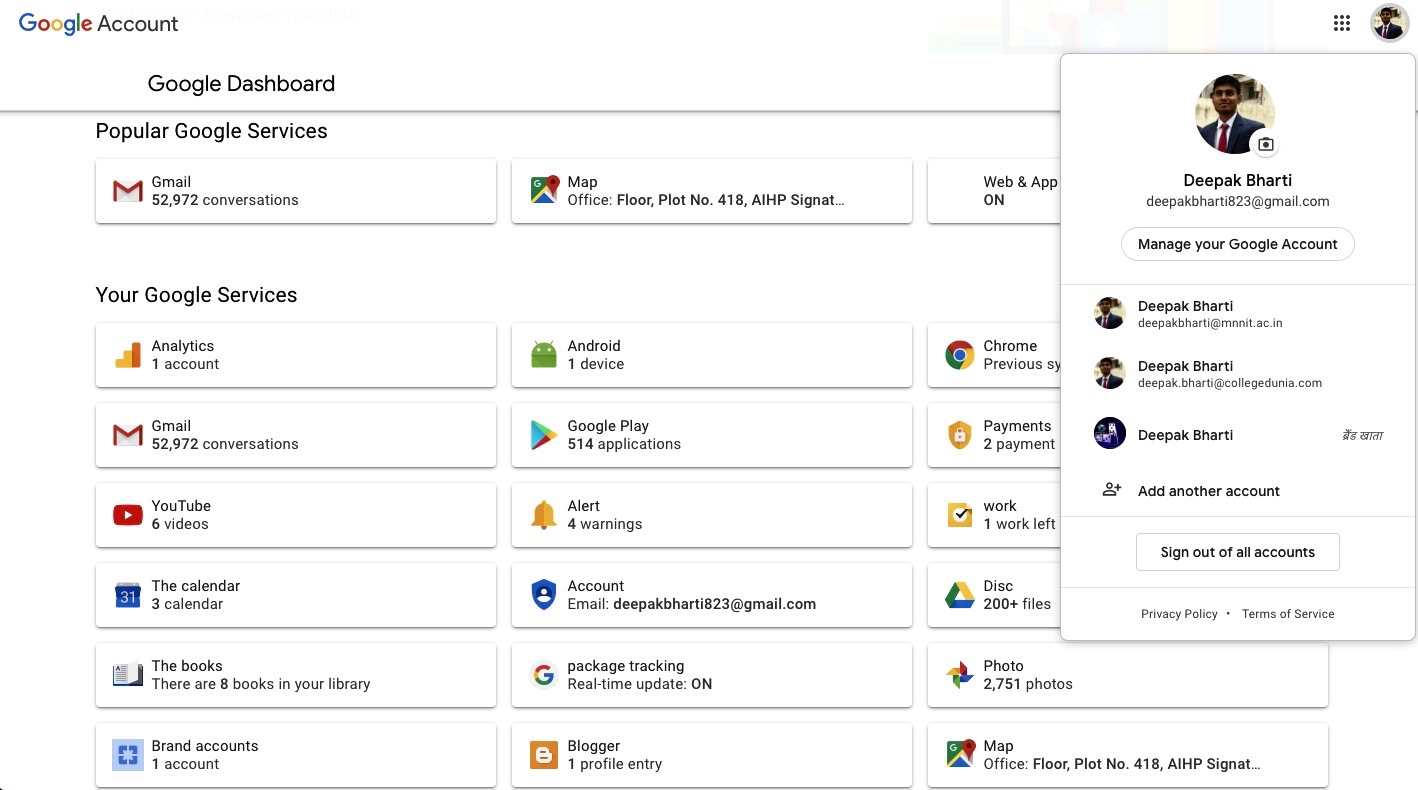 Google Account
Google Dashboard
Popular Google Services
Gmail
52,972 conversations
Map
Office: Floor, Plot No. 418, AIHP Signat...
Web & App
ON
Your Google Services
Analytics
1 account
Android
1 device
Chrome
Previous sy
Gmail
52,972 conversations
Google Play
514 applications
Payments
2 payment
YouTube
6 videos
Alert
4 warnings
work
1 work left
31
The calendar
3 calendar
Account
Email: deepakbharti823@gmail.com
Disc
200+ files
The books
There are 8 books in your library
package tracking
Real-time update: ON
Photo
2,751 photos
Brand accounts
1 account
Blogger
1 profile entry
Map
Office: Floor, Plot No. 418, AIHP Signat...
Deepak Bharti
deepakbharti823@gmail.com
Manage your Google Account
Deepak Bharti
deepakbharti@mnnit.ac.in
Deepak Bharti
deepak.bharti@collegedunia.com
Deepak Bharti
ब्रैंड खाता
Add another account
Sign out of all accounts
Privacy Policy • Terms of Service